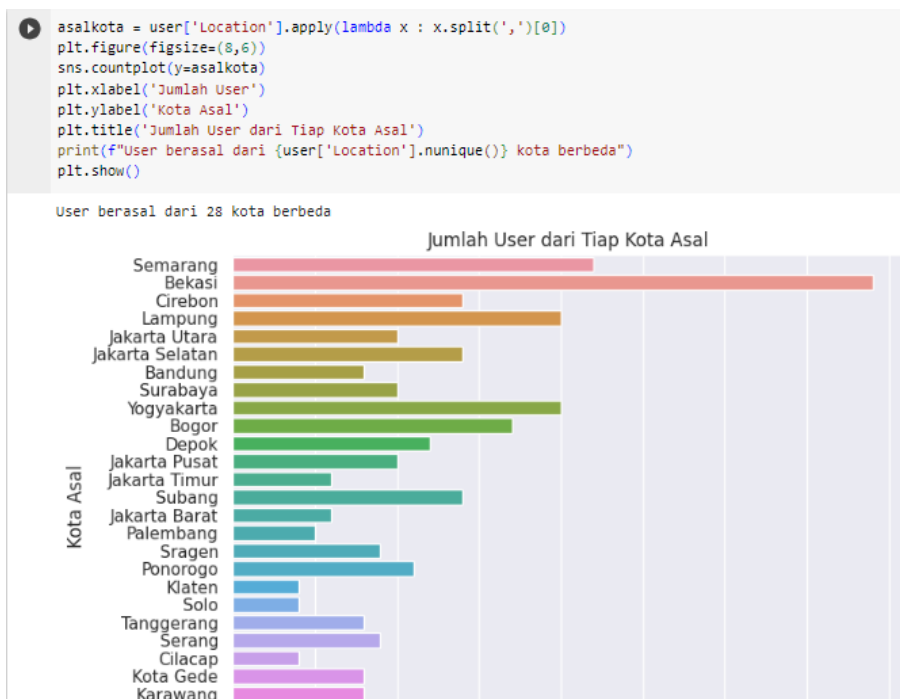 asalkota = user['Location'].apply(lambda x : x.split(',')[0])
plt.figure(figsize=(8,6))
sns.countplot(y=asalkota)
plt.xlabel('Jumlah User')
plt.ylabel('Kota Asal')
plt.title('Jumlah User dari Tiap Kota Asal')
print(f"User berasal dari {user['Location'].nunique()} kota berbeda")
plt.show()
User berasal dari 28 kota berbeda
Jumlah User dari Tiap Kota Asal
Kota Asal
Semarang
Bekasi
Cirebon
Lampung
Jakarta Utara
Jakarta Selatan
Bandung
Surabaya
Yogyakarta
Bogor
Depok
Jakarta Pusat
Jakarta Timur
Subang
Jakarta Barat
Palembang
Sragen
Ponorogo
Klaten
Solo
Tanggerang
Serang
Cilacap
Kota Gede
Karawang